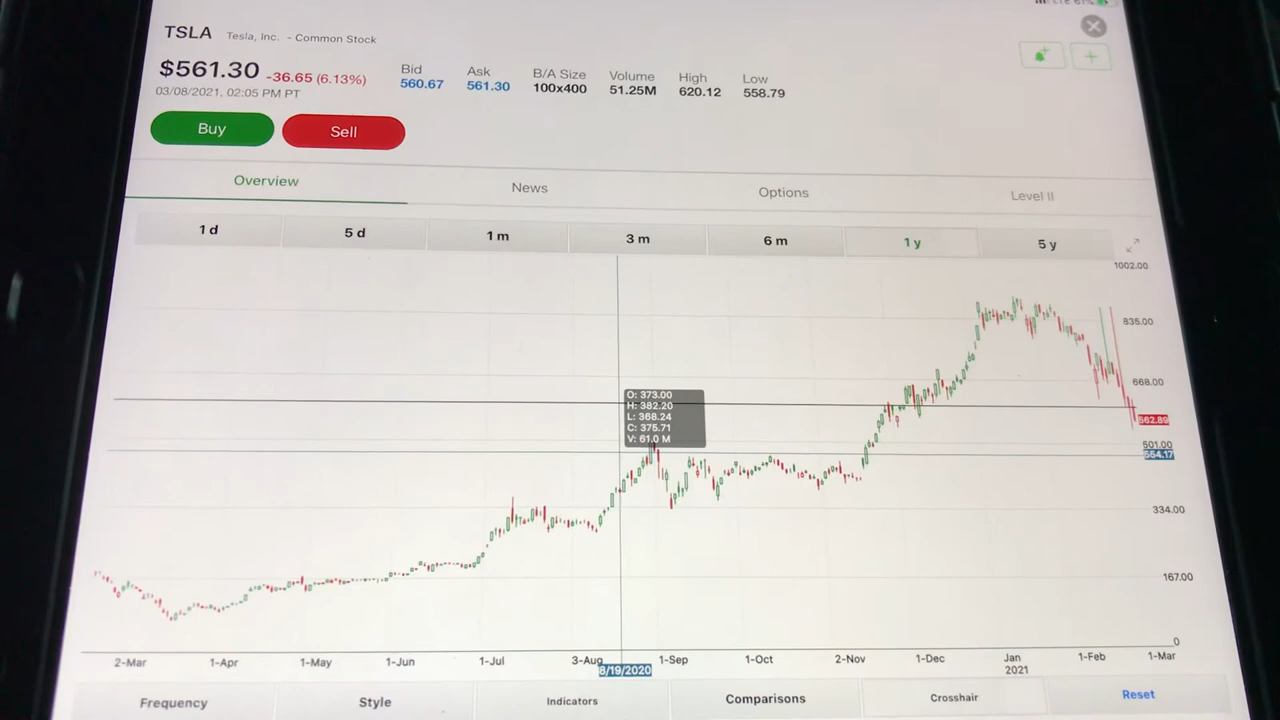 LTE 61%
TSLA Tesla, Inc. - Common Stock
$561.30 -36.65 (6.13%)
03/08/2021, 02:05 PM PT
Bid Ask B/A Size Volume High Low
560.67 561.30 100x400 51.25M 620.12 558.79
Buy Sell
Overview News Options Level II
1 d 5 d 1 m 3 m 6 m 1 y 5 y
1002.00
835.00
668.00
O: 373.00
H: 382.20
L: 368.24
C: 375.71
V: 61.0 M
562.89
501.00
554.17
334.00
167.00
0
2-Mar 1-Apr 1-May 1-Jun 1-Jul 3-Aug 1-Sep 1-Oct 2-Nov 1-Dec Jan 1-Feb 1-Mar
8/19/2020 2021
Frequency Style Indicators Comparisons Crosshair Reset